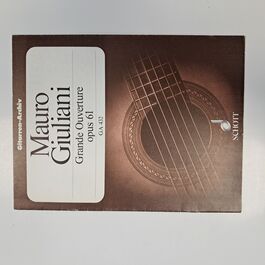 Gitarren-Archiv
Mauro
Giuliani
Grande Ouverture
opus 61
GA 432
SCHOTT